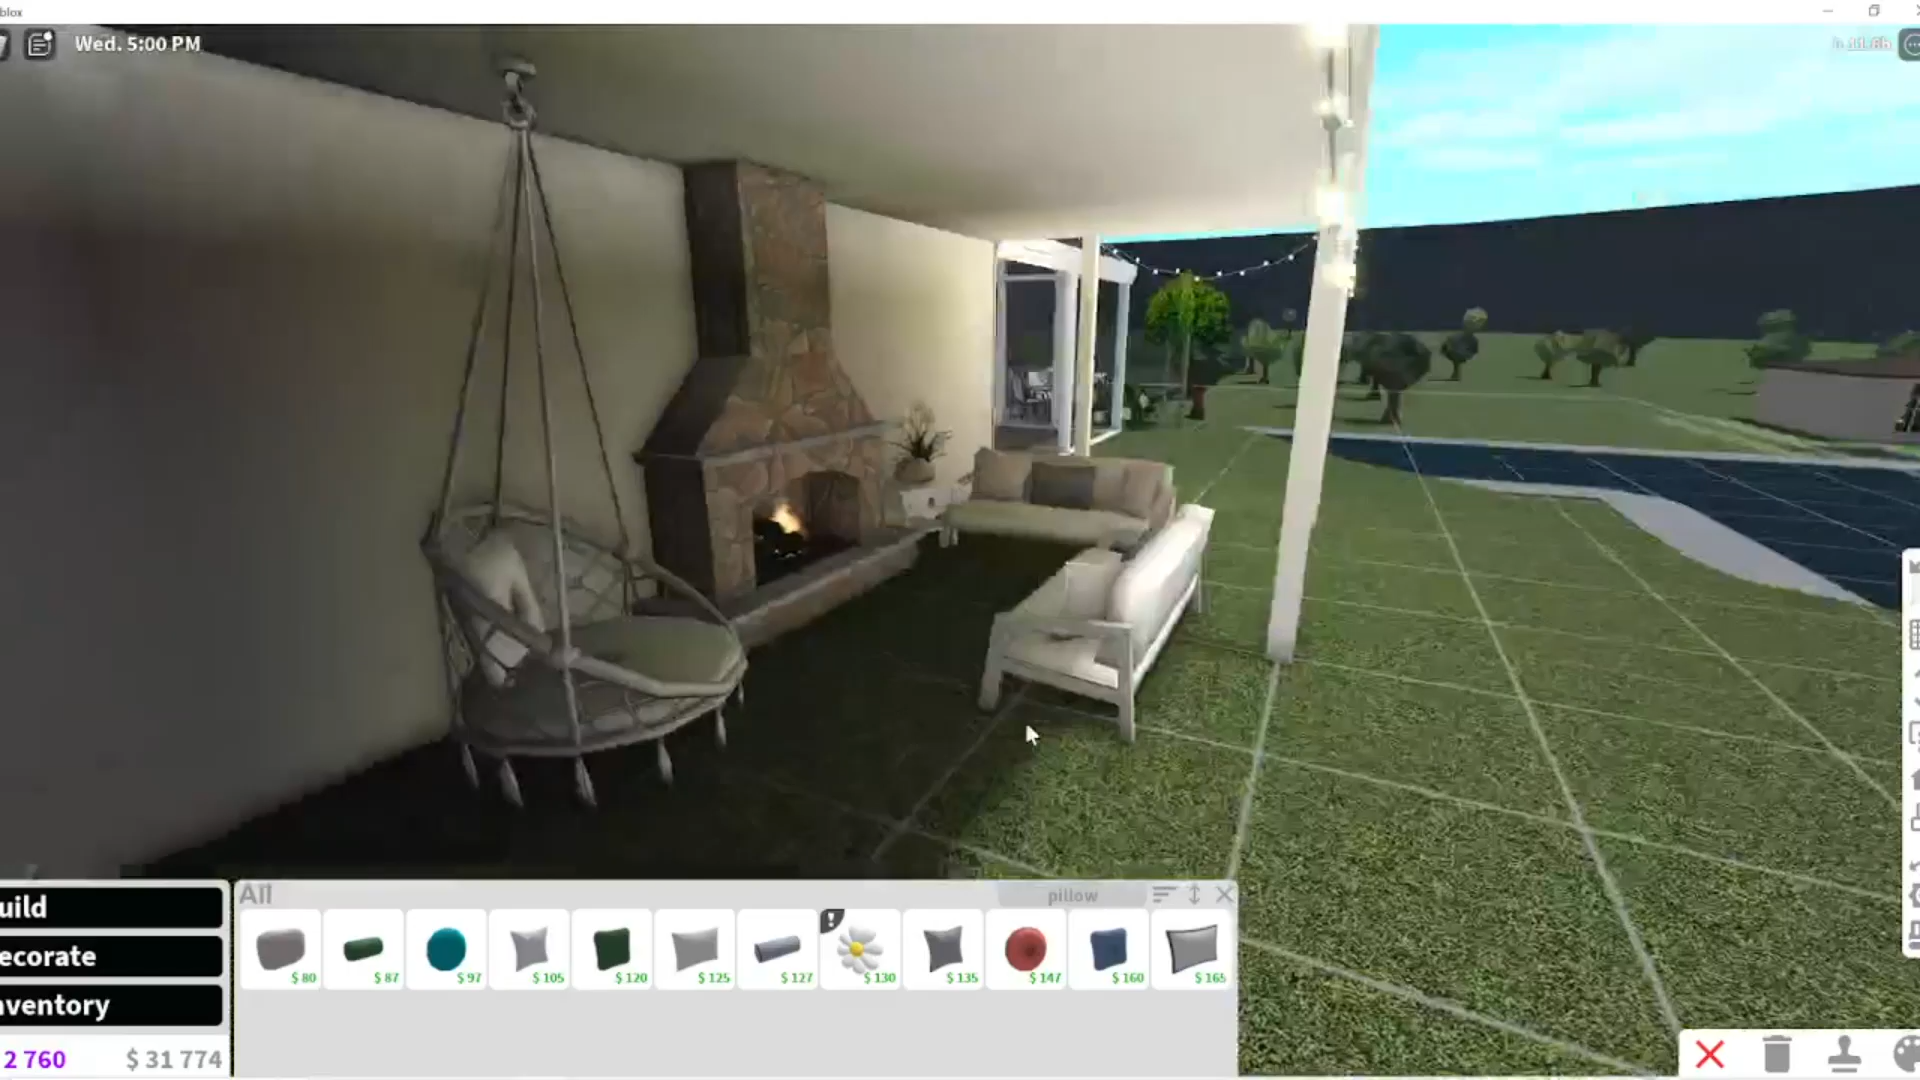 blox
Wed. 5:00 PM
uild
ecorate
nventory
2 760
$ 31 774
All
pillow
$ 80
$ 87
$ 97
$ 105
$ 120
$ 125
$ 127
$ 130
$ 135
$ 147
$ 160
$ 165